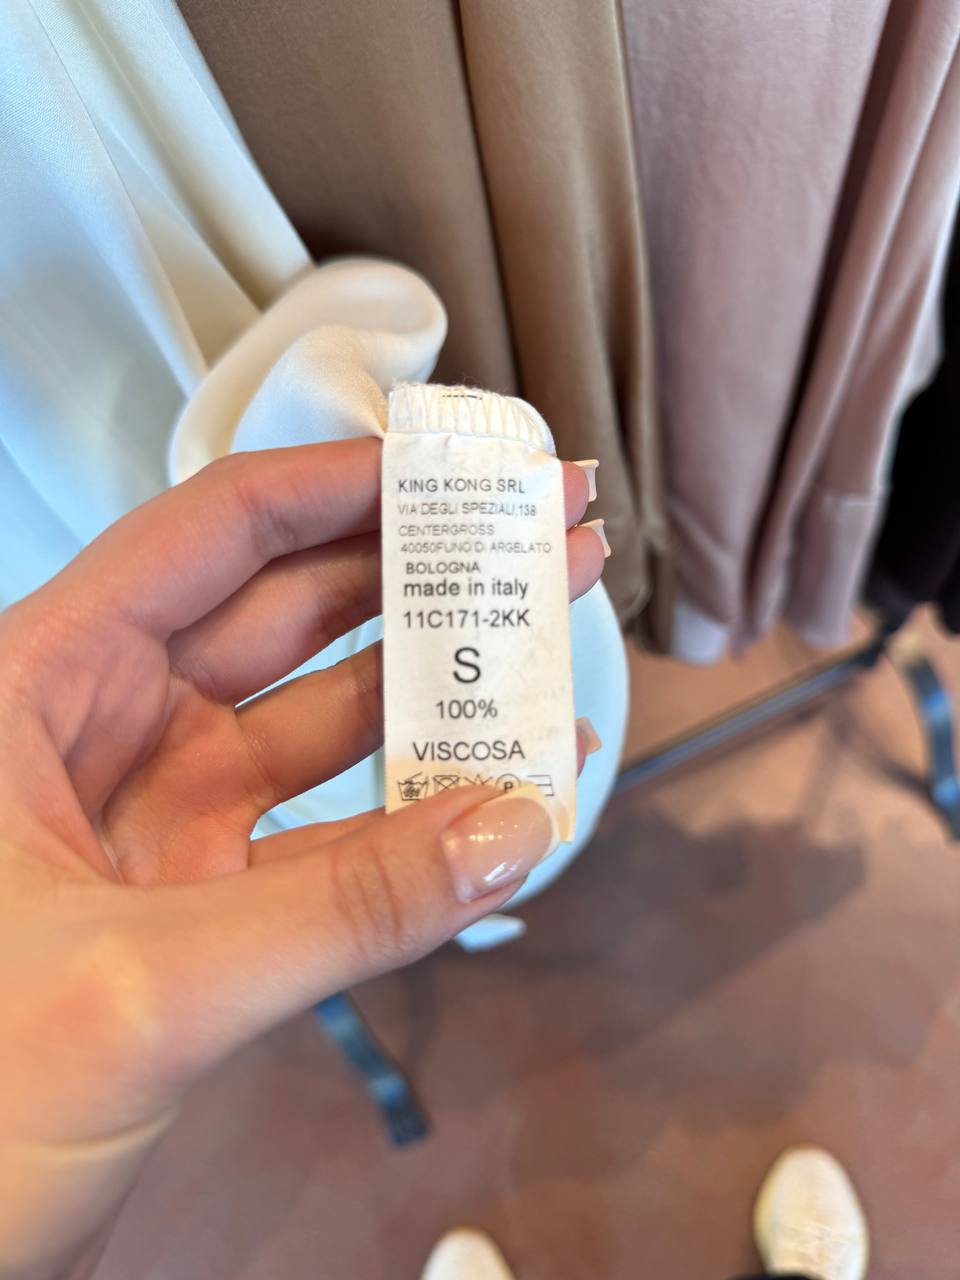 KING KONG SRL
VIA DEGLI SPEZIALI,138
CENTERGROSS
40050FUNO DI ARGELATO
BOLOGNA
made in italy
11C171-2KK
S
100%
VISCOSA
P